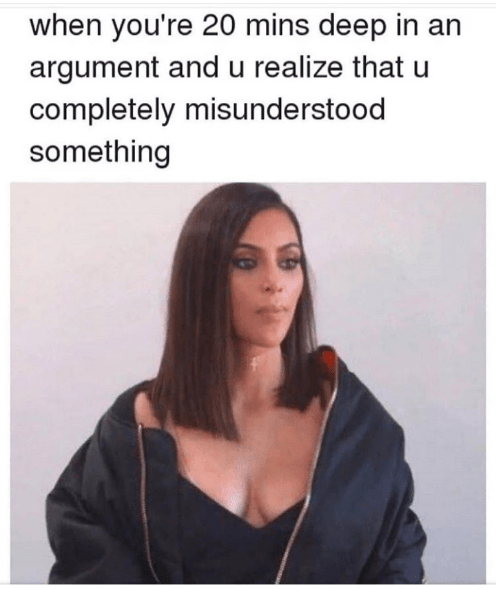 when you're 20 mins deep in an
argument and u realize that u
completely misunderstood
something